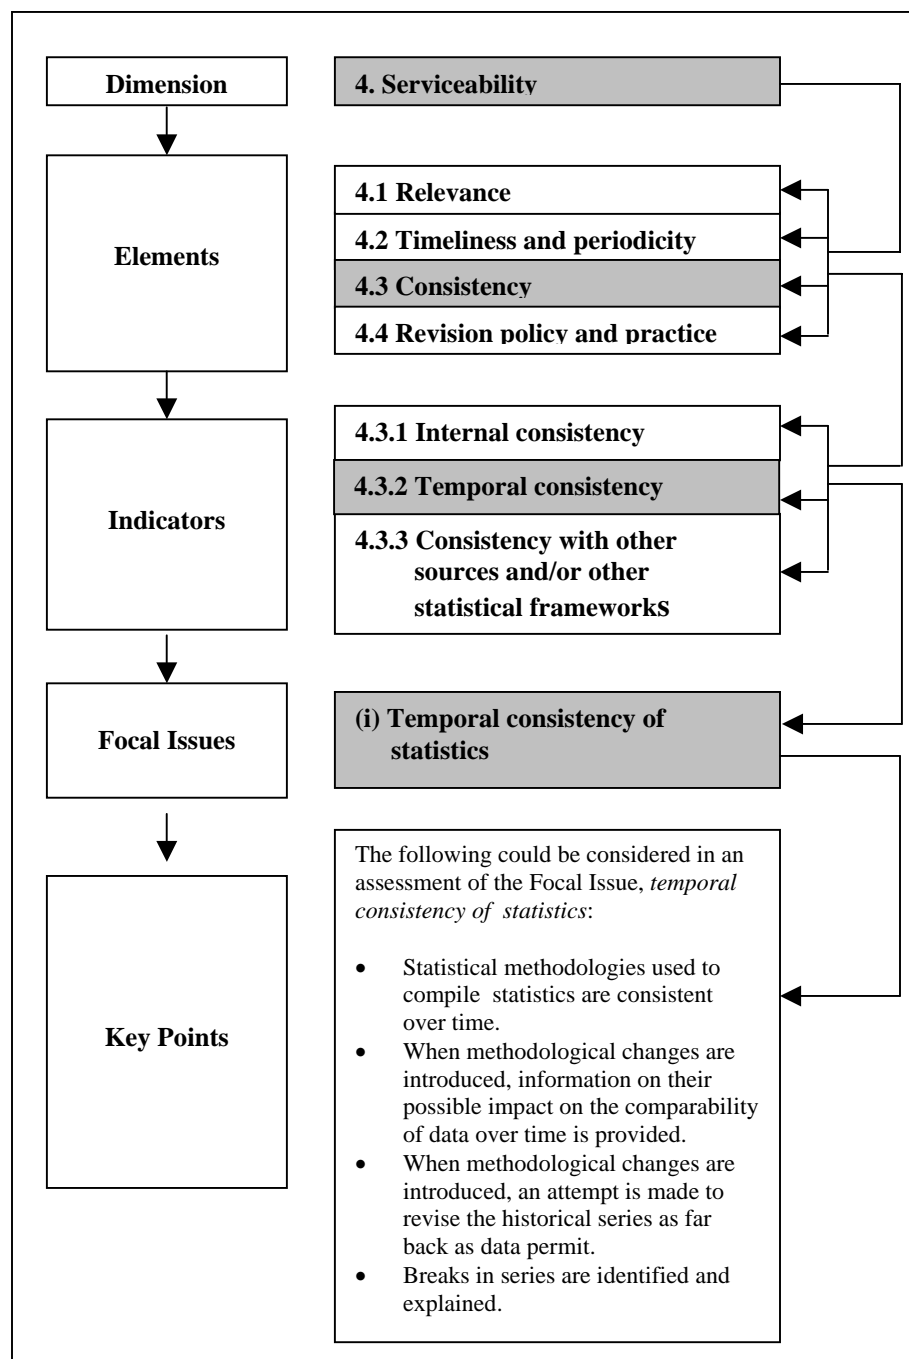 Dimension
4. Serviceability
Elements
4.1 Relevance
4.2 Timeliness and periodicity
4.3 Consistency
4.4 Revision policy and practice
Indicators
4.3.1 Internal consistency
4.3.2 Temporal consistency
4.3.3 Consistency with other
sources and/or other
statistical frameworks
Focal Issues
(i) Temporal consistency of
statistics
Key Points
The following could be considered in an
assessment of the Focal Issue, temporal
consistency of statistics:
• Statistical methodologies used to
compile statistics are consistent
over time.
• When methodological changes are
introduced, information on their
possible impact on the comparability
of data over time is provided.
• When methodological changes are
introduced, an attempt is made to
revise the historical series as far
back as data permit.
• Breaks in series are identified and
explained.